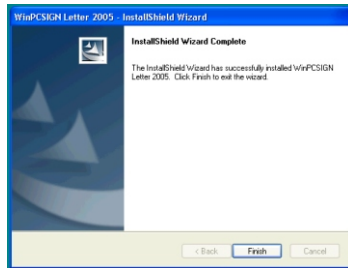 WinPCSIGN Letter 2005 - InstallShield Wizard
InstallShield Wizard Complete
The InstallShield Wizard has successfully installed WinPCSIGN
Letter 2005. Click Finish to exit the wizard.
< Back Finish Cancel